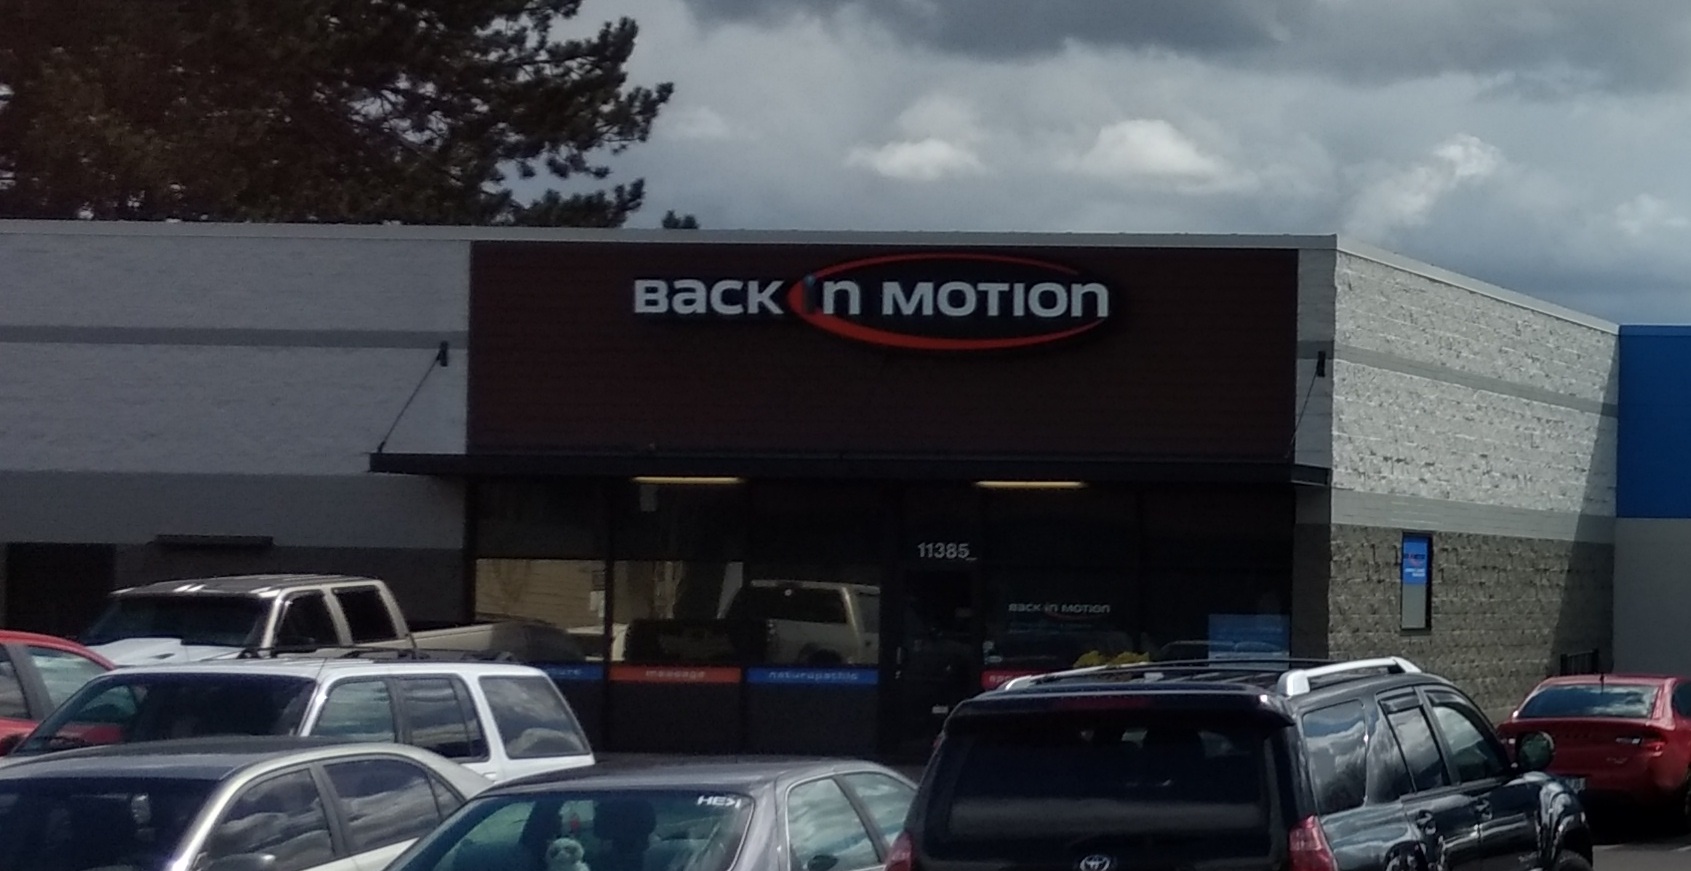 Back in Motion
11385
Back in Motion
massage
naturopathic